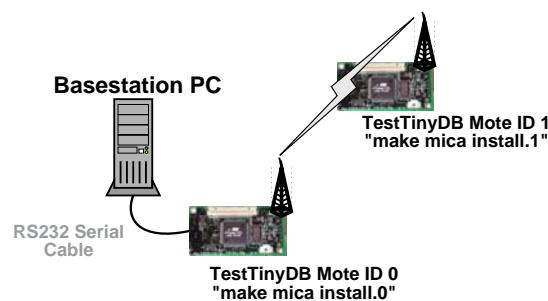 Basestation PC
TestTinyDB Mote ID 1
"make mica install.1"
RS232 Serial
Cable
TestTinyDB Mote ID 0
"make mica install.0"